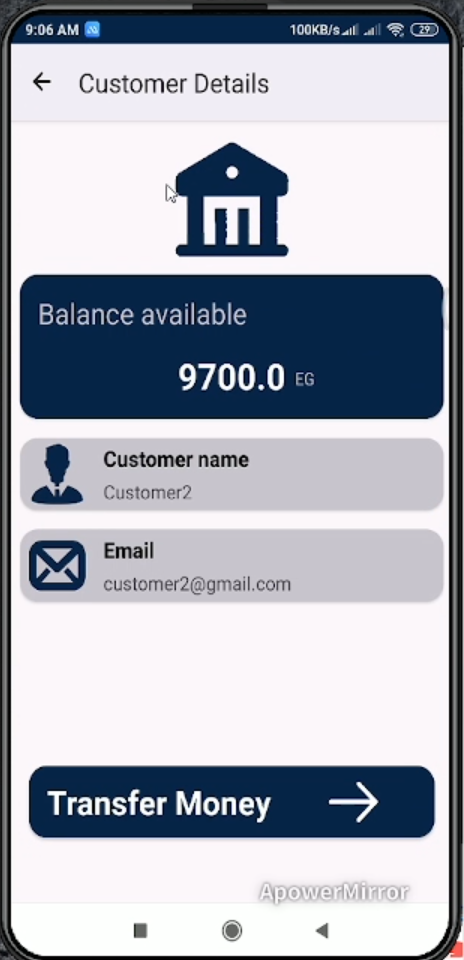 9:06 AM 100KB/s 29
Customer Details
Balance available
9700.0 EG
Customer name
Customer2
Email
customer2@gmail.com
Transfer Money
ApowerMirror